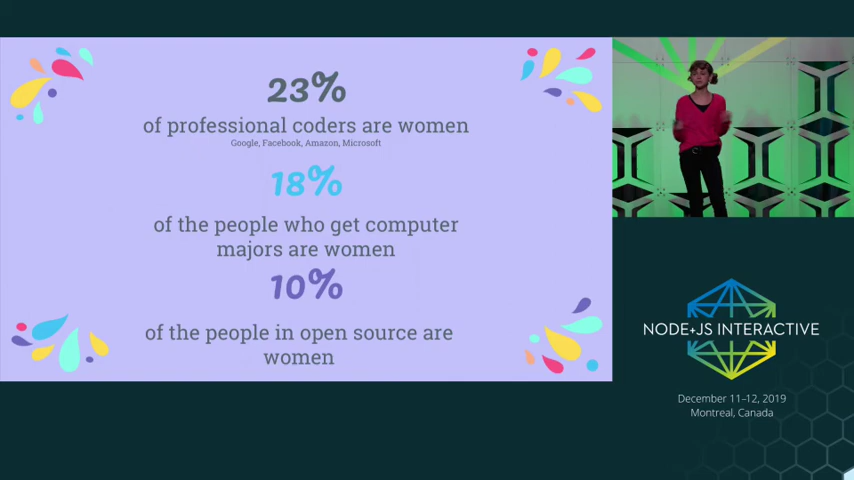 23%
of professional coders are women
Google, Facebook, Amazon, Microsoft
18%
of the people who get computer
majors are women
10%
of the people in open source are
women
NODE+JS INTERACTIVE
December 11–12, 2019
Montreal, Canada